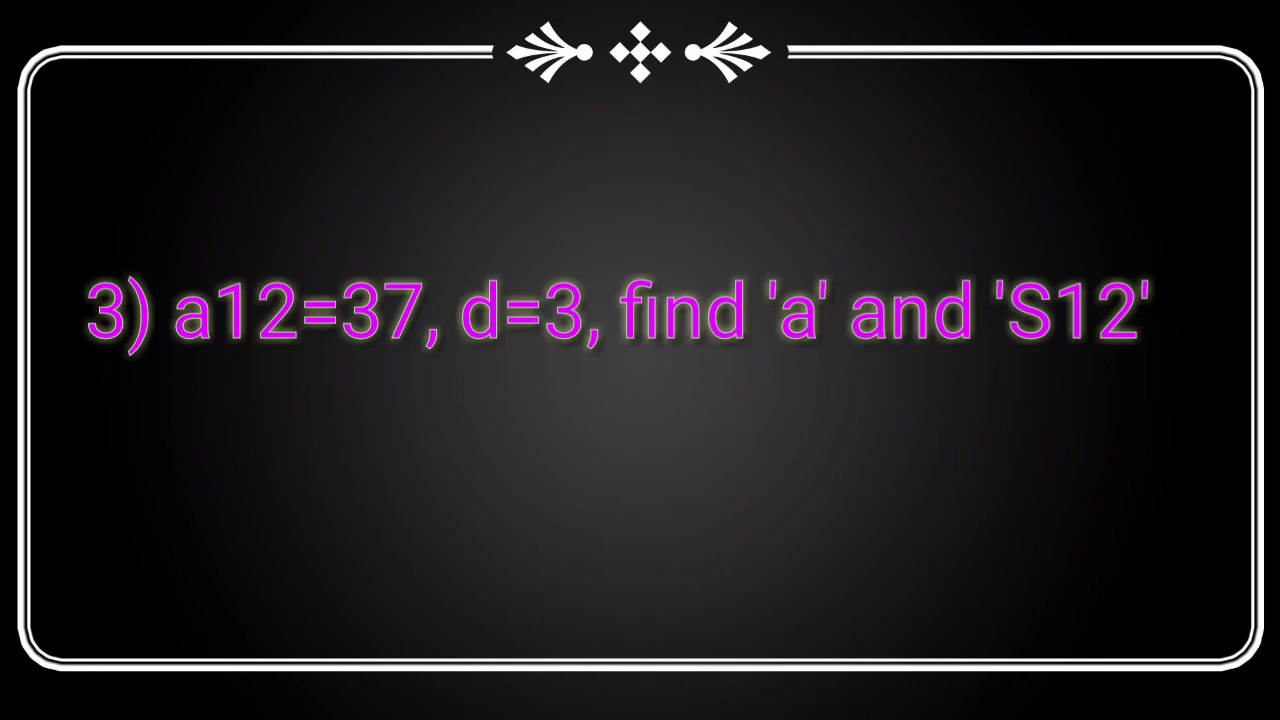 3) a12=37, d=3, find 'a' and 'S12'